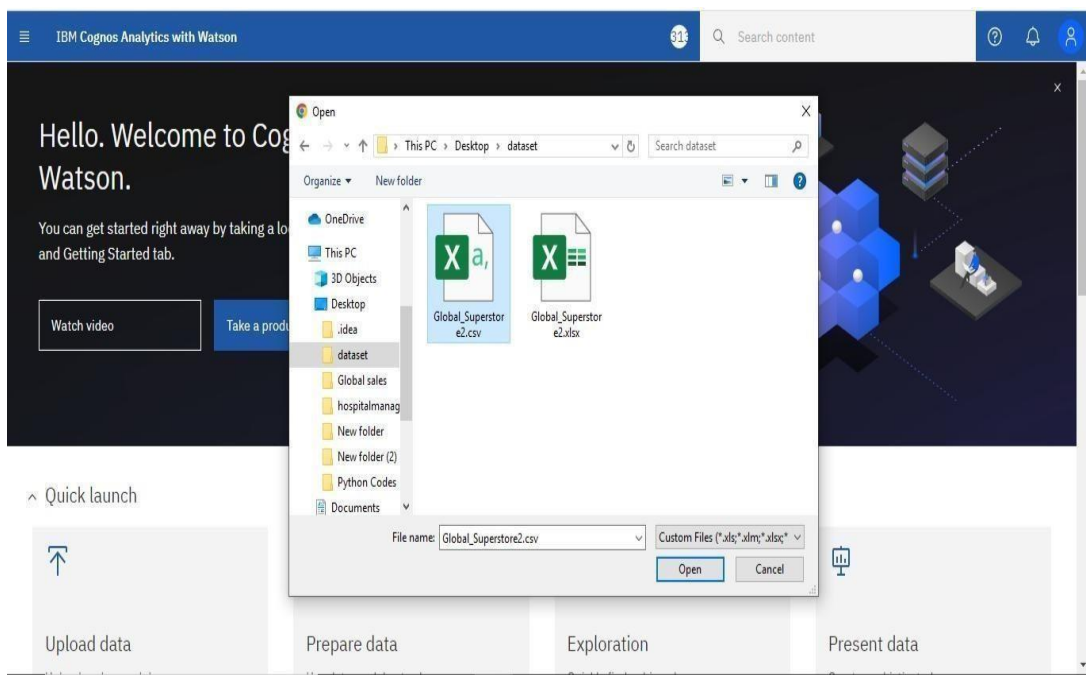 IBM Cognos Analytics with Watson
Search content
Hello. Welcome to Cog
Watson.
You can get started right away by taking a lo
and Getting Started tab.
Watch video
Take a produ
x
Open
X
This PC > Desktop > dataset
Search dataset
Organize
New folder
OneDrive
This PC
3D Objects
Desktop
.idea
dataset
Global sales
hospitalmanag
New folder
New folder (2)
Python Codes
Documents
Global_Superstor
e2.csv
Global_Superstor
e2.xlsx
File name:
Global_Superstore2.csv
Custom Files (*.xls;*.xlm;*.xlsx;*
Open
Cancel
Quick launch
Upload data
Prepare data
Exploration
Present data